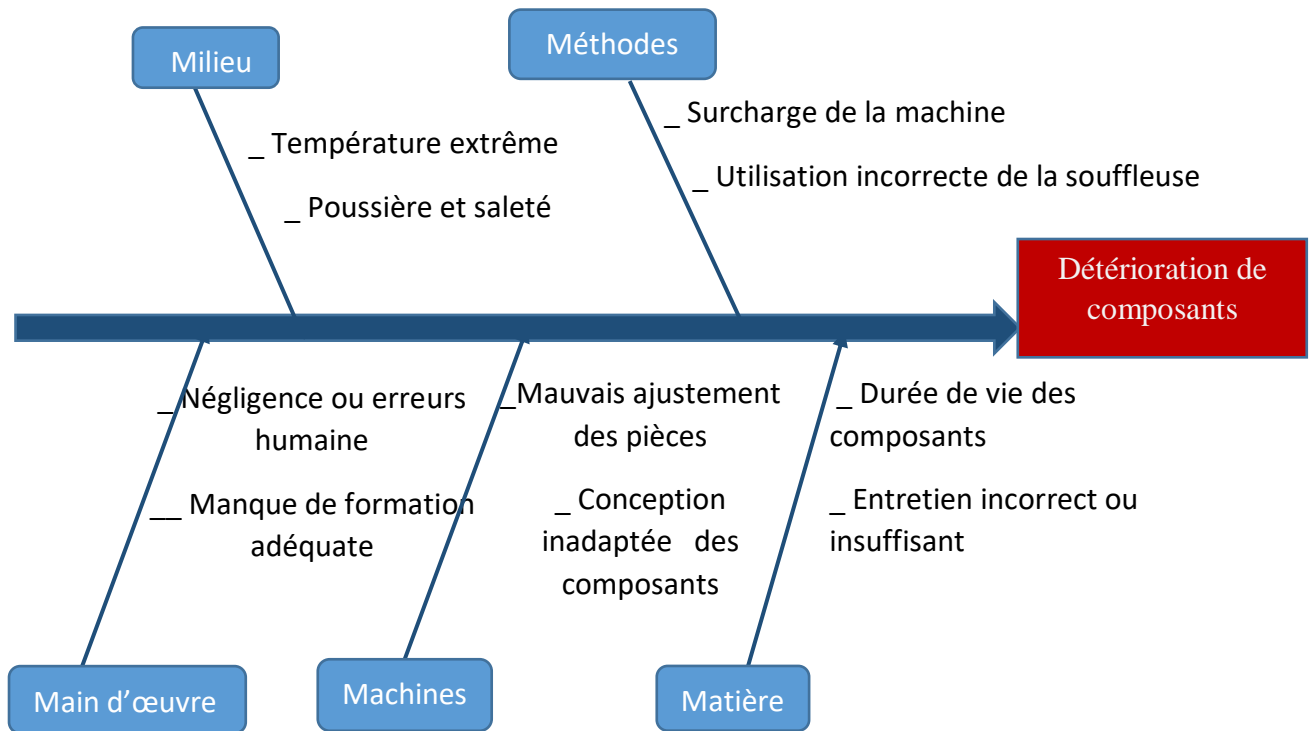 Milieu
Méthodes
_ Température extrême
_ Poussière et saleté
_ Surcharge de la machine
_ Utilisation incorrecte de la souffleuse
Détérioration de
composants
_ Négligence ou erreurs
humaine
__ Manque de formation
adéquate
_Mauvais ajustement
des pièces
_ Conception
inadaptée des
composants
_ Durée de vie des
composants
_ Entretien incorrect ou
insuffisant
Main d’œuvre
Machines
Matière